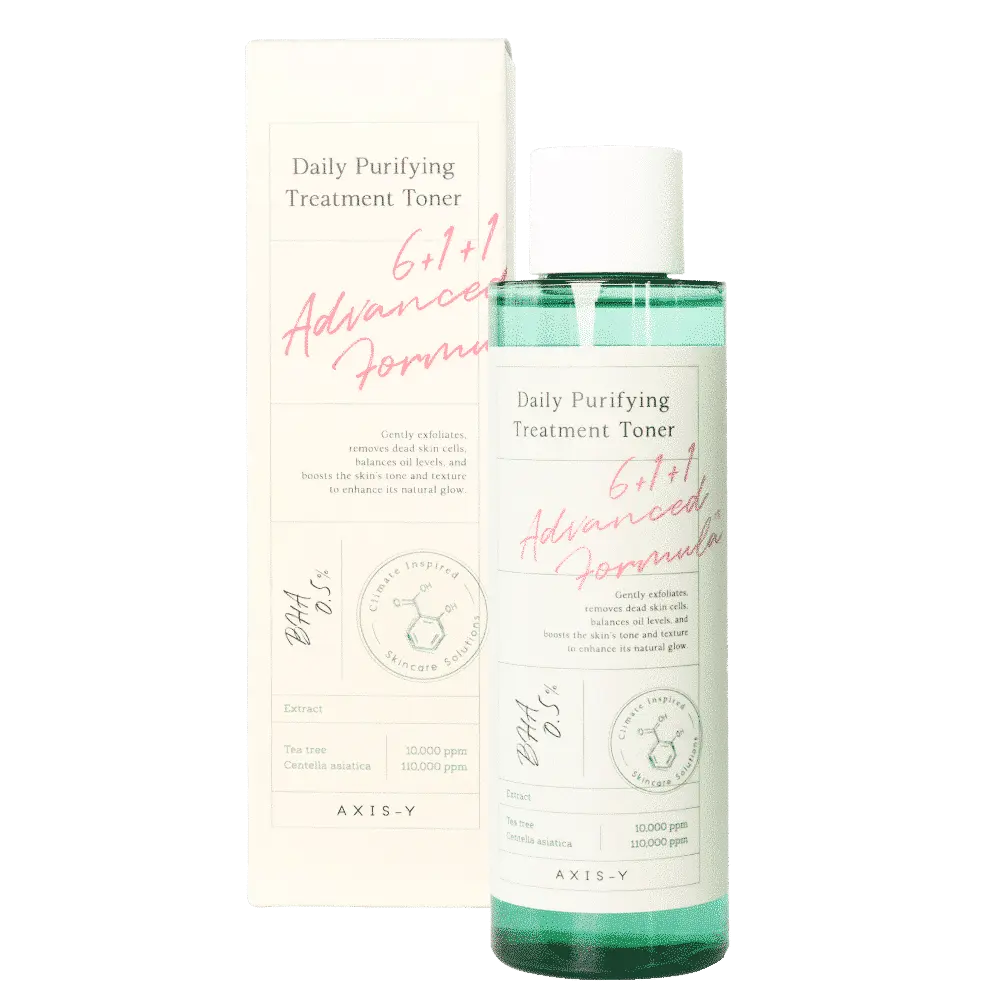 Daily Purifying
Treatment Toner
6+1+1
Advanced
Formu
Gently exfoliates,
removes dead skin cells,
balances oil levels, and
boosts the skin's tone and texture
to enhance its natural glow.
BHA
0.5%
Climate Inspired
OH
O
OH
Skincare Solutions
Extract
Tea tree 10,000 ppm
Centella asiatica 110,000 ppm
AXIS-Y
Daily Purifying
Treatment Toner
6+1+1
Advanced
Formula
Gently exfoliates,
removes dead skin cells,
balances oil levels, and
boosts the skin's tone and texture
to enhance its natural glow.
BHA
0.5%
Climate Inspired
OH
O
OH
Skincare Solutions
Extract
Tea tree 10,000 ppm
Centella asiatica 110,000 ppm
AXIS-Y